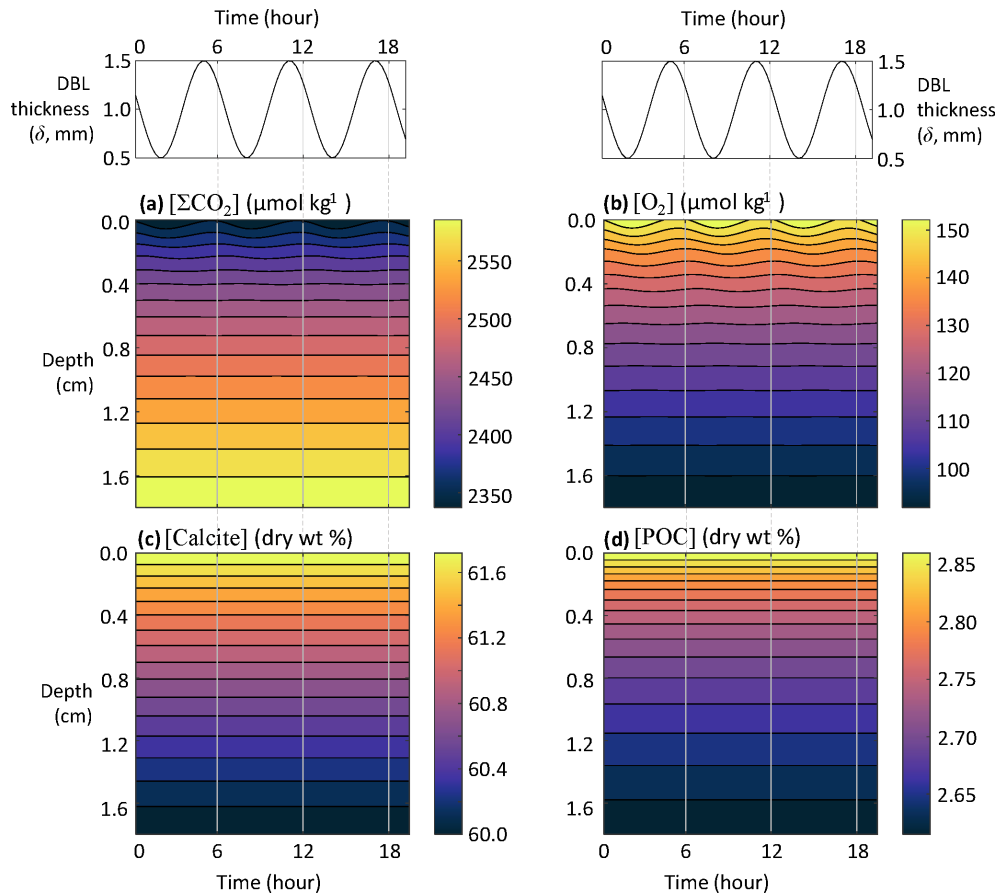 Time (hour)
0 6 12 18
DBL
thickness
(δ, mm)
1.5
1.0
0.5
Time (hour)
0 6 12 18
1.5
1.0
0.5
DBL
thickness
(δ, mm)
(a) [ΣCO₂] (µmol kg¹ )
0.0
0.4
0.8
1.2
1.6
Depth
(cm)
2550
2500
2450
2400
2350
(b) [O₂] (µmol kg¹)
0.0
0.4
0.8
1.2
1.6
150
140
130
120
110
100
(c) [Calcite] (dry wt %)
0.0
0.4
0.8
1.2
1.6
Depth
(cm)
61.6
61.2
60.8
60.4
60.0
0 6 12 18
Time (hour)
(d) [POC] (dry wt %)
0.0
0.4
0.8
1.2
1.6
2.85
2.80
2.75
2.70
2.65
0 6 12 18
Time (hour)